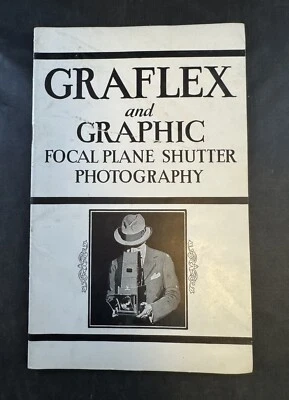 GRAFLEX
and
GRAPHIC
FOCAL PLANE SHUTTER
PHOTOGRAPHY